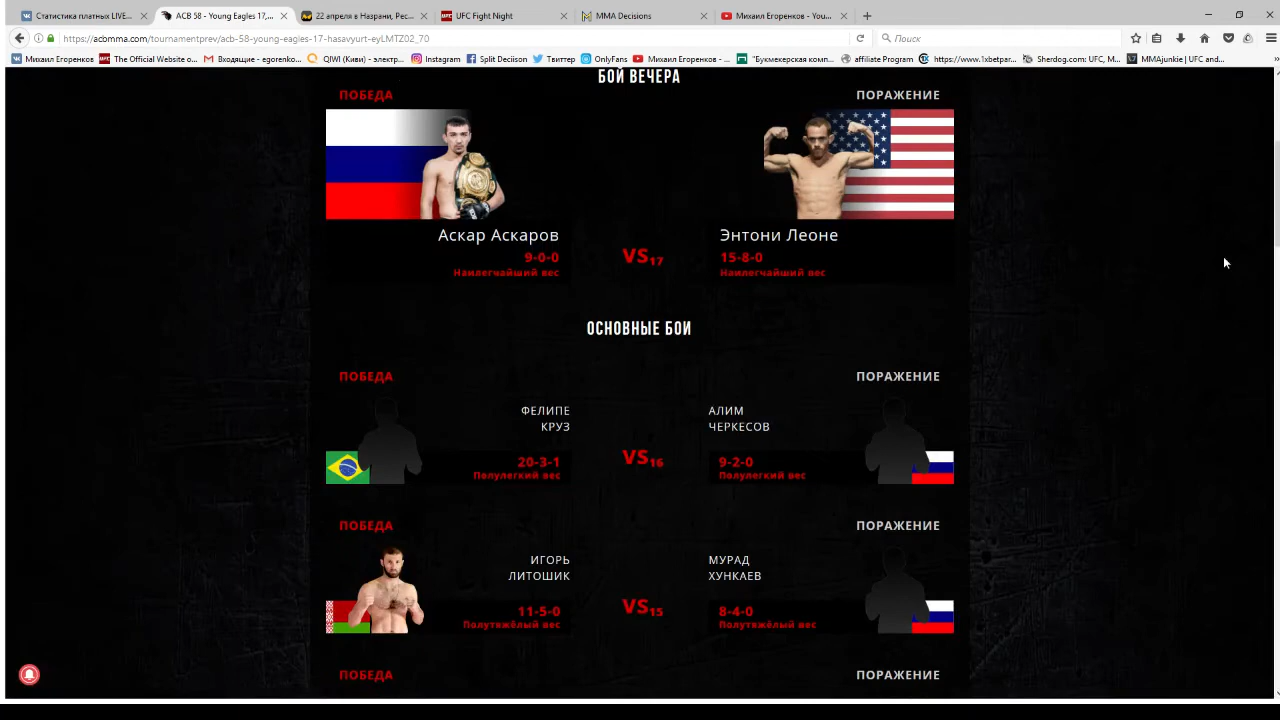 Статистика платных LIVE...
ACB 58 - Young Eagles 17,...
22 апреля в Назрани, Рес...
UFC Fight Night
MMA Decisions
Михаил Егоренков - You...
https://acbmma.com/tournamentprev/acb-58-young-eagles-17-hasavyurt-eyLMTZ02_70
Поиск
Михаил Егоренков
The Official Website o...
Входящие - egorenko...
QIWI (Киви) - электр...
Instagram
Split Deciison
Твиттер
OnlyFans
Михаил Егоренков - ...
"Букмекерская комп...
affiliate Program
https://www.1xbetpar...
Sherdog.com: UFC, M...
MMAjunkie | UFC and...
БОЙ ВЕЧЕРА
ПОБЕДА
ПОРАЖЕНИЕ
Аскар Аскаров
VS17
Энтони Леоне
9-0-0
15-8-0
Наилегчайший вес
Наилегчайший вес
ОСНОВНЫЕ БОИ
ПОБЕДА
ПОРАЖЕНИЕ
ФЕЛИПЕ
КРУЗ
АЛИМ
ЧЕРКЕСОВ
20-3-1
VS16
9-2-0
Полулегкий вес
Полулегкий вес
ПОБЕДА
ПОРАЖЕНИЕ
ИГОРЬ
ЛИТОШИК
МУРАД
ХУНКАЕВ
11-5-0
VS15
8-4-0
Полутяжёлый вес
Полутяжёлый вес
ПОБЕДА
ПОРАЖЕНИЕ